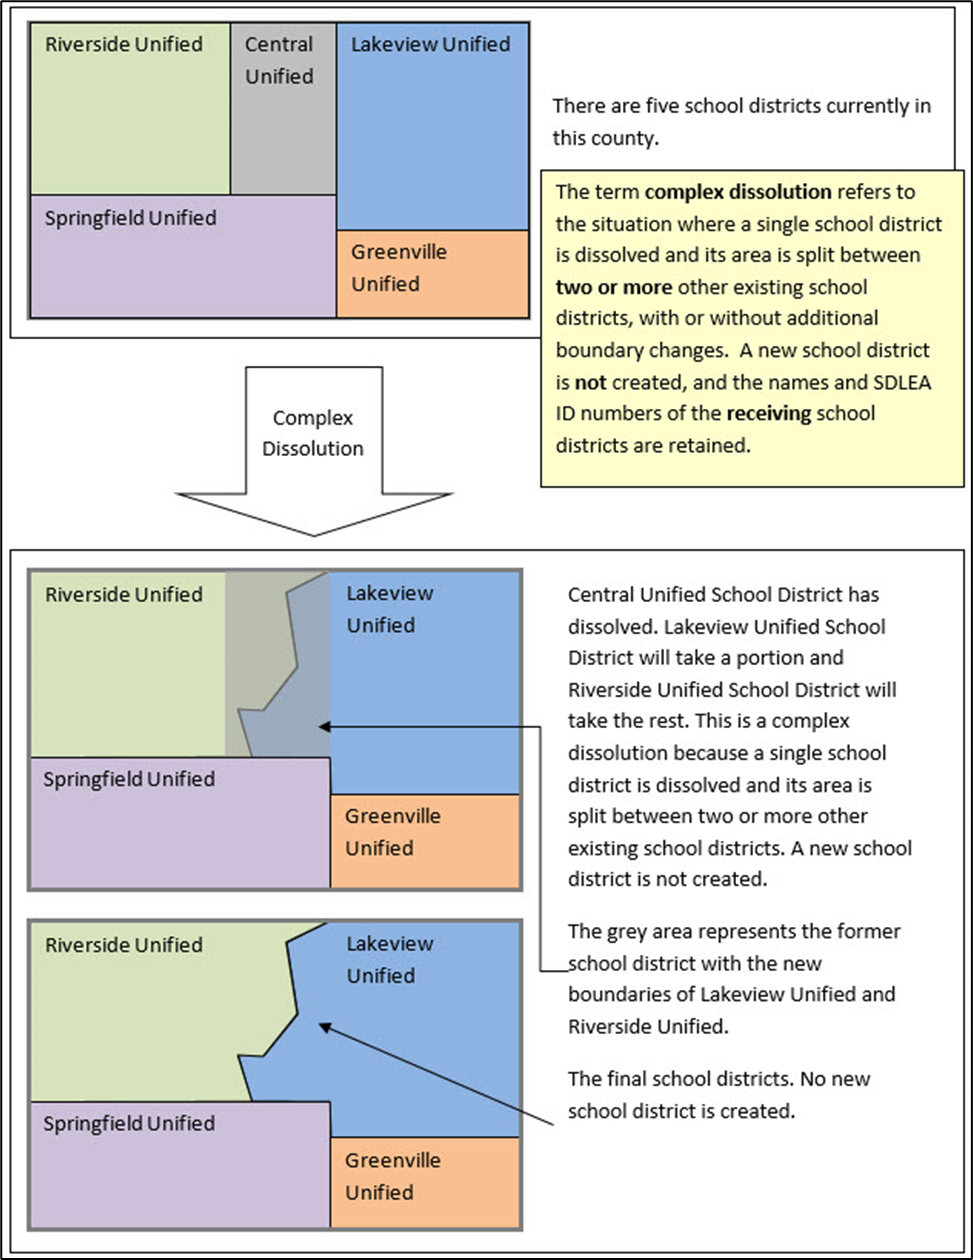 Riverside Unified
Central
Unified
Lakeview Unified
Springfield Unified
Greenville
Unified
There are five school districts currently in
this county.
The term complex dissolution refers to
the situation where a single school district
is dissolved and its area is split between
two or more other existing school
districts, with or without additional
boundary changes.  A new school district
is not created, and the names and SDLEA
ID numbers of the receiving school
districts are retained.
Complex
Dissolution
Riverside Unified
Lakeview
Unified
Springfield Unified
Greenville
Unified
Central Unified School District has
dissolved. Lakeview Unified School
District will take a portion and
Riverside Unified School District will
take the rest. This is a complex
dissolution because a single school
district is dissolved and its area is
split between two or more other
existing school districts. A new school
district is not created.
The grey area represents the former
school district with the new
boundaries of Lakeview Unified and
Riverside Unified.
Riverside Unified
Lakeview
Unified
Springfield Unified
Greenville
Unified
The final school districts. No new
school district is created.